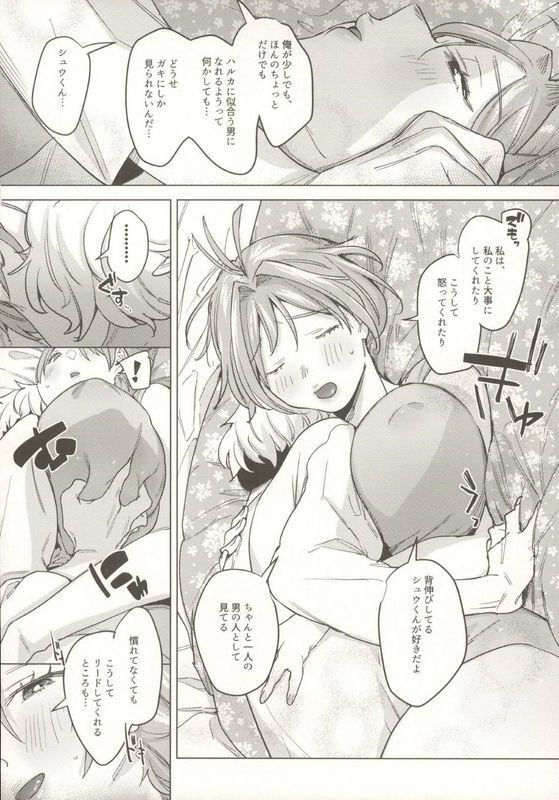 俺が少しでも、
ほんのちょっと
だけでも
ハルカに似合う男に
なれるようって
何かしても…
どうせ
ガキにしか
見られないんだ…
シュウくん…
でもっ
私は、
私のこと大事に
してくれたり
こうして
怒ってくれたり
ぎゅうっ
背伸びしてる
シュウくんが
好きだよ
ちゃんと一人の
男の人として
見てる
………
ぐす…
！
慣れてなくても
こうして
リードしてくれる
ところも…